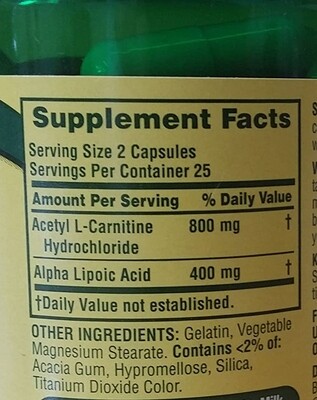 Supplement Facts
Serving Size 2 Capsules
Servings Per Container 25
Amount Per Serving % Daily Value
Acetyl L-Carnitine 800 mg †
Hydrochloride
Alpha Lipoic Acid 400 mg †
†Daily Value not established.
OTHER INGREDIENTS: Gelatin, Vegetable
Magnesium Stearate. Contains <2% of:
Acacia Gum, Hypromellose, Silica,
Titanium Dioxide Color.